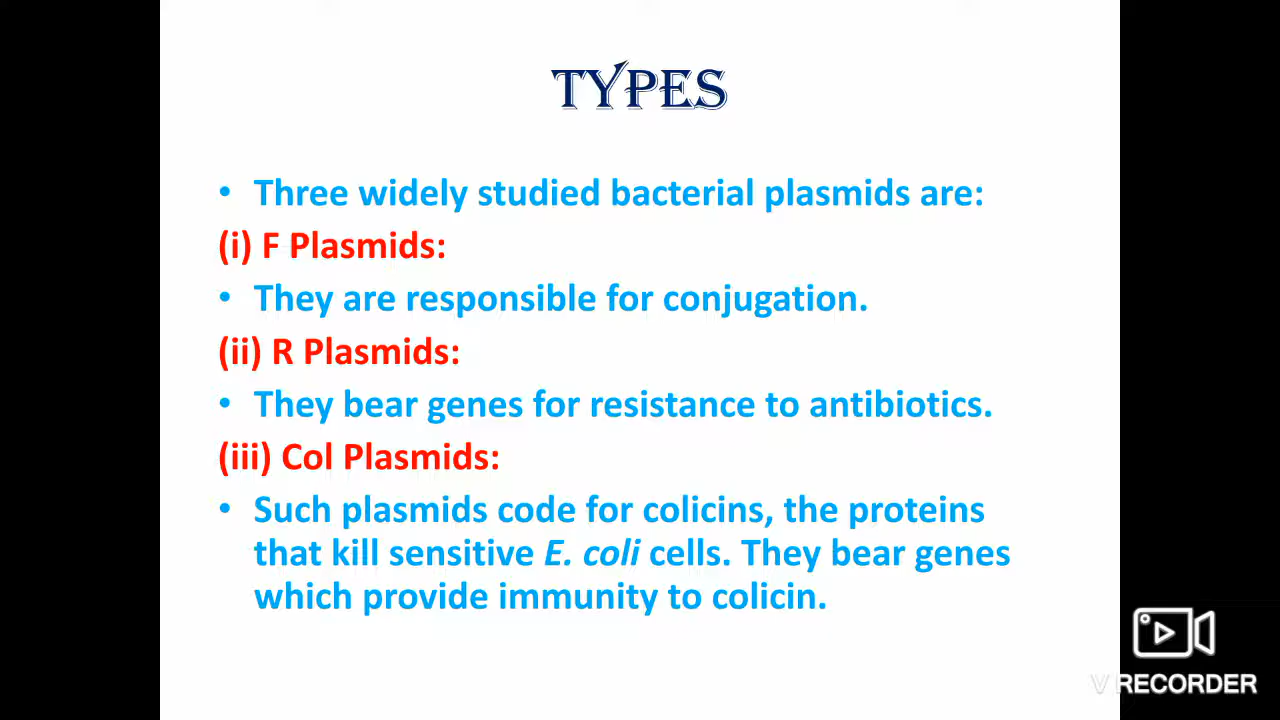 TYPES
• Three widely studied bacterial plasmids are:
(i) F Plasmids:
• They are responsible for conjugation.
(ii) R Plasmids:
• They bear genes for resistance to antibiotics.
(iii) Col Plasmids:
• Such plasmids code for colicins, the proteins
that kill sensitive E. coli cells. They bear genes
which provide immunity to colicin.
V RECORDER